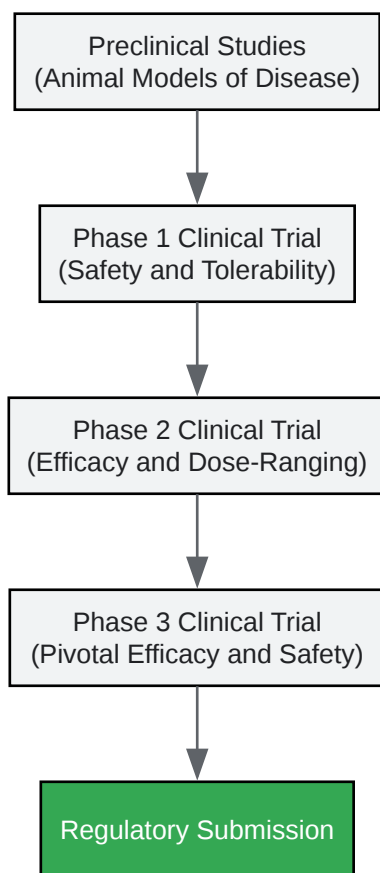 Preclinical Studies
(Animal Models of Disease)
Phase 1 Clinical Trial
(Safety and Tolerability)
Phase 2 Clinical Trial
(Efficacy and Dose-Ranging)
Phase 3 Clinical Trial
(Pivotal Efficacy and Safety)
Regulatory Submission